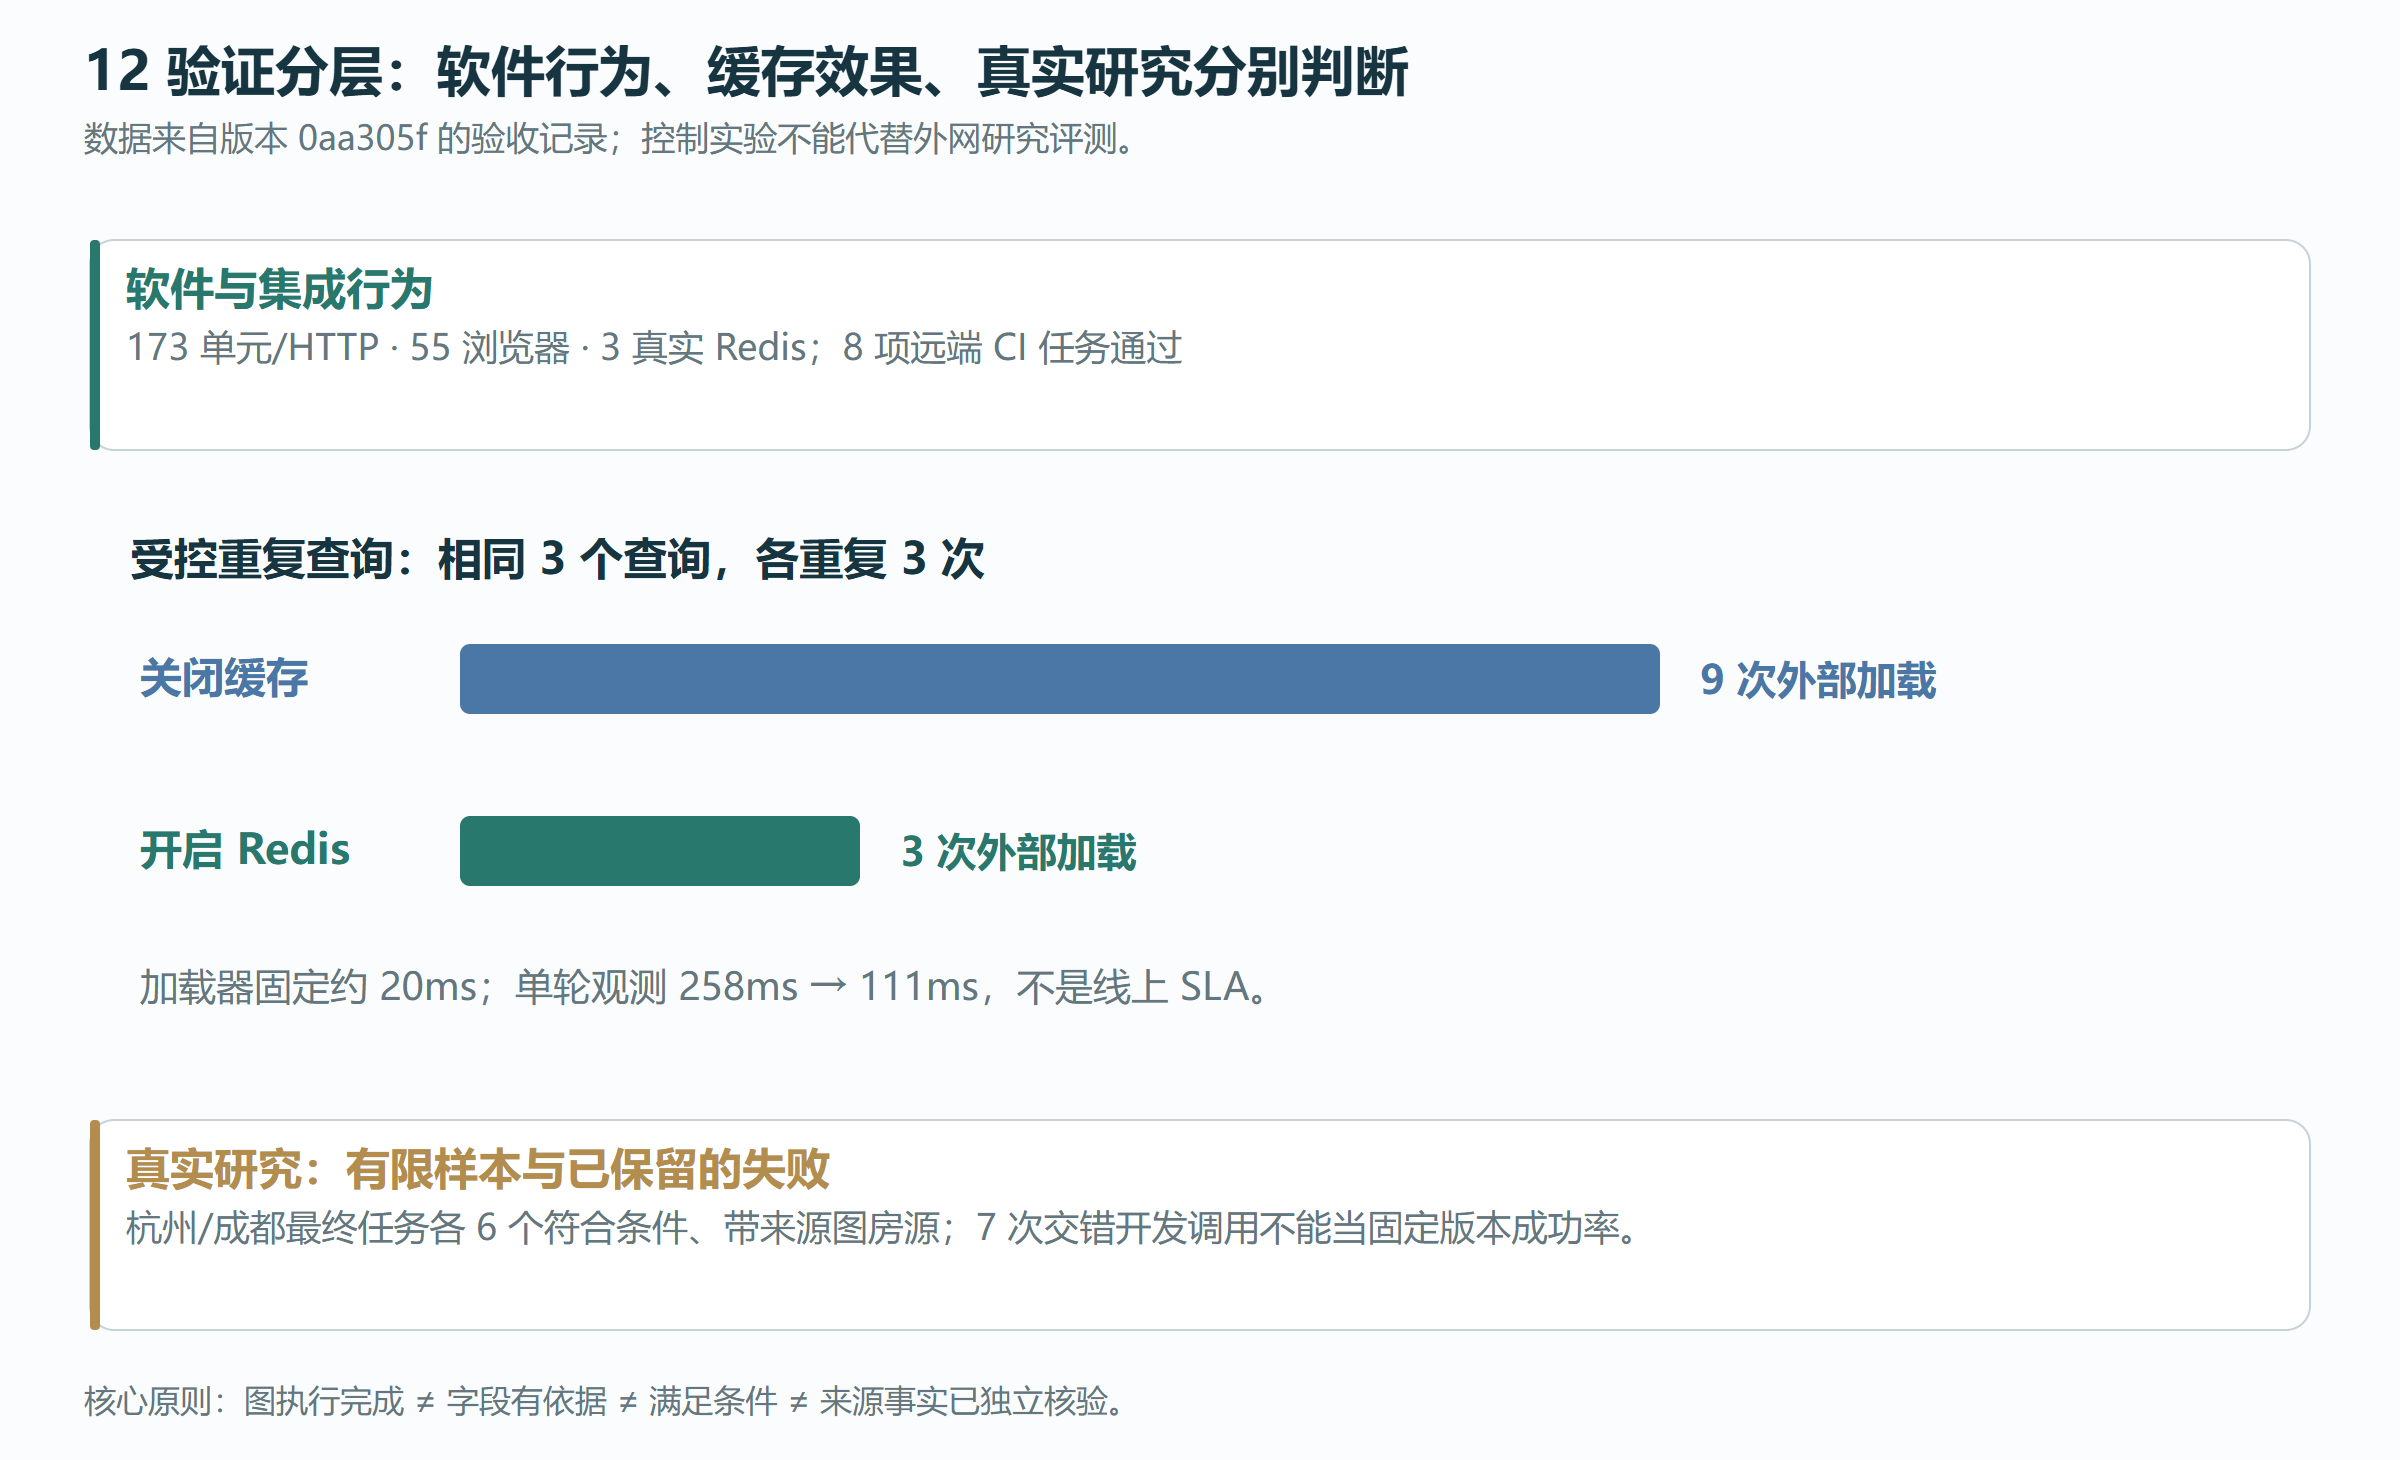 12 验证分层：软件行为、缓存效果、真实研究分别判断
数据来自版本 0aa305f 的验收记录；控制实验不能代替外网研究评测。
软件与集成行为
173 单元/HTTP · 55 浏览器 · 3 真实 Redis；8 项远端 CI 任务通过
受控重复查询：相同 3 个查询，各重复 3 次
关闭缓存
9 次外部加载
开启 Redis
3 次外部加载
加载器固定约 20ms；单轮观测 258ms → 111ms，不是线上 SLA。
真实研究：有限样本与已保留的失败
杭州/成都最终任务各 6 个符合条件、带来源图房源；7 次交错开发调用不能当固定版本成功率。
核心原则：图执行完成 ≠ 字段有依据 ≠ 满足条件 ≠ 来源事实已独立核验。